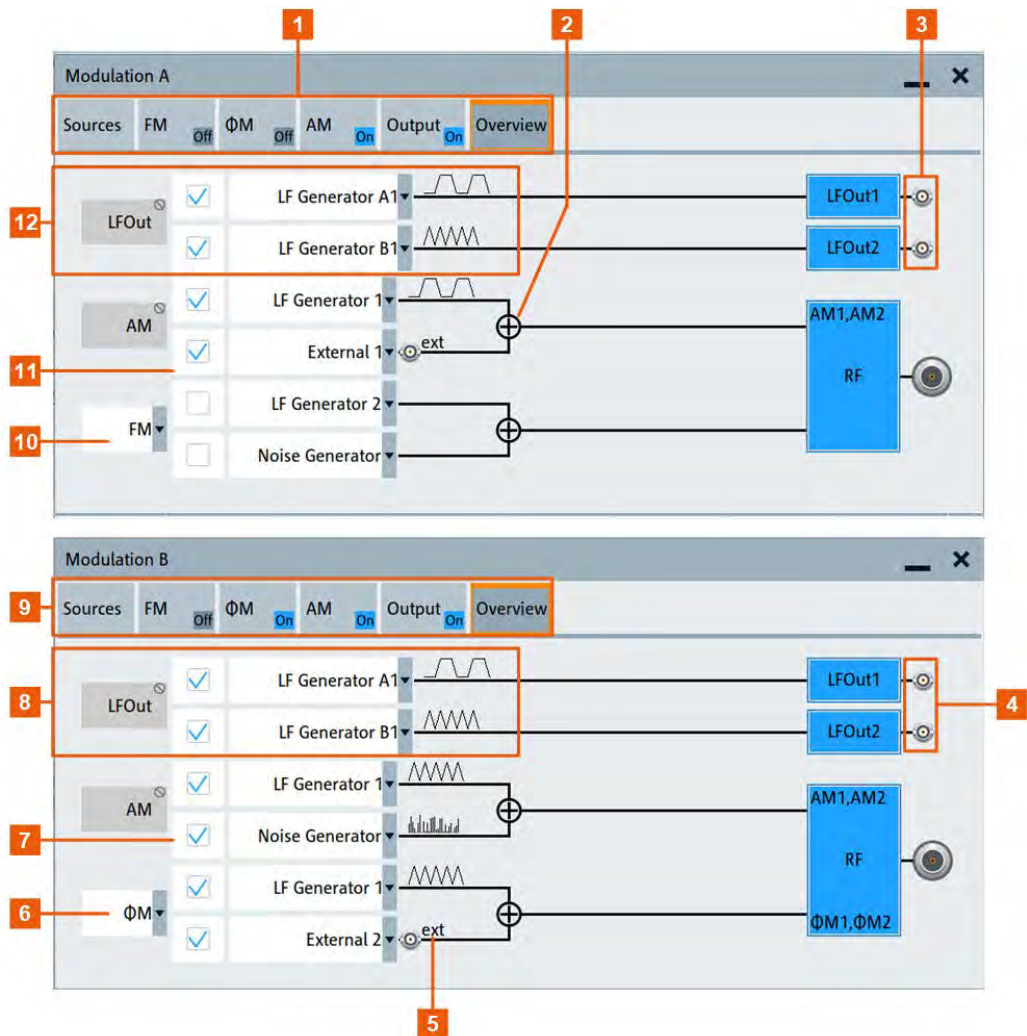 1 2 3
Modulation A
Sources FM Off ΦM Off AM On Output On Overview
12
LFOut
LF Generator A1
LFOut1
LF Generator B1
LFOut2
AM
LF Generator 1
AM1,AM2
External 1
ext
RF
11
LF Generator 2
10
FM
Noise Generator
Modulation B
9
Sources FM Off ΦM On AM On Output On Overview
8
LFOut
LF Generator A1
LFOut1
4
LF Generator B1
LFOut2
AM
LF Generator 1
AM1,AM2
7
Noise Generator
RF
6
ΦM
LF Generator 1
ΦM1,ΦM2
External 2
ext
5